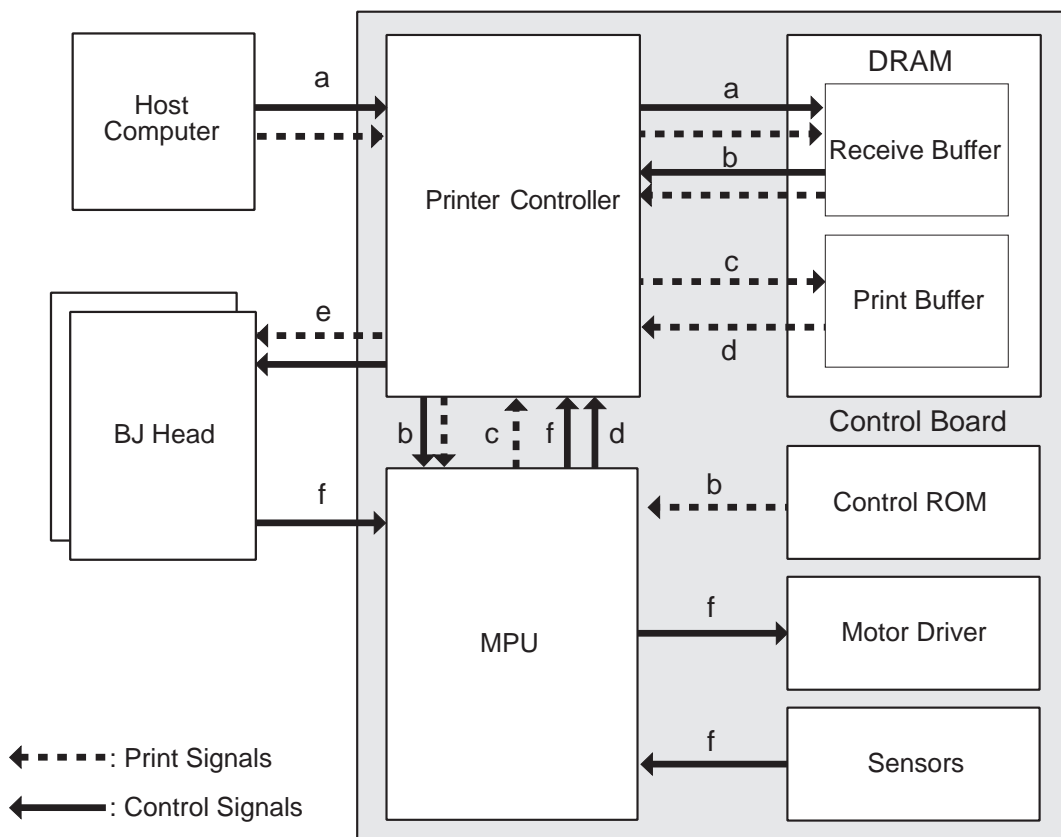 Host
Computer
a
Printer Controller
a
DRAM
Receive Buffer
b
c
Print Buffer
d
e
BJ Head
b
c
f
d
Control Board
f
MPU
b
Control ROM
f
Motor Driver
f
Sensors
: Print Signals
: Control Signals